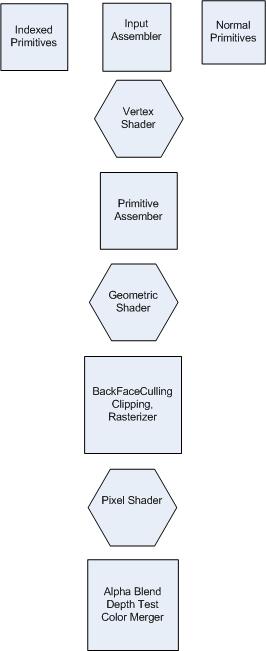 Indexed
Primitives
Input
Assembler
Normal
Primitives
Vertex
Shader
Primitive
Assember
Geometric
Shader
BackFaceCulling
Clipping,
Rasterizer
Pixel Shader
Alpha Blend
Depth Test
Color Merger